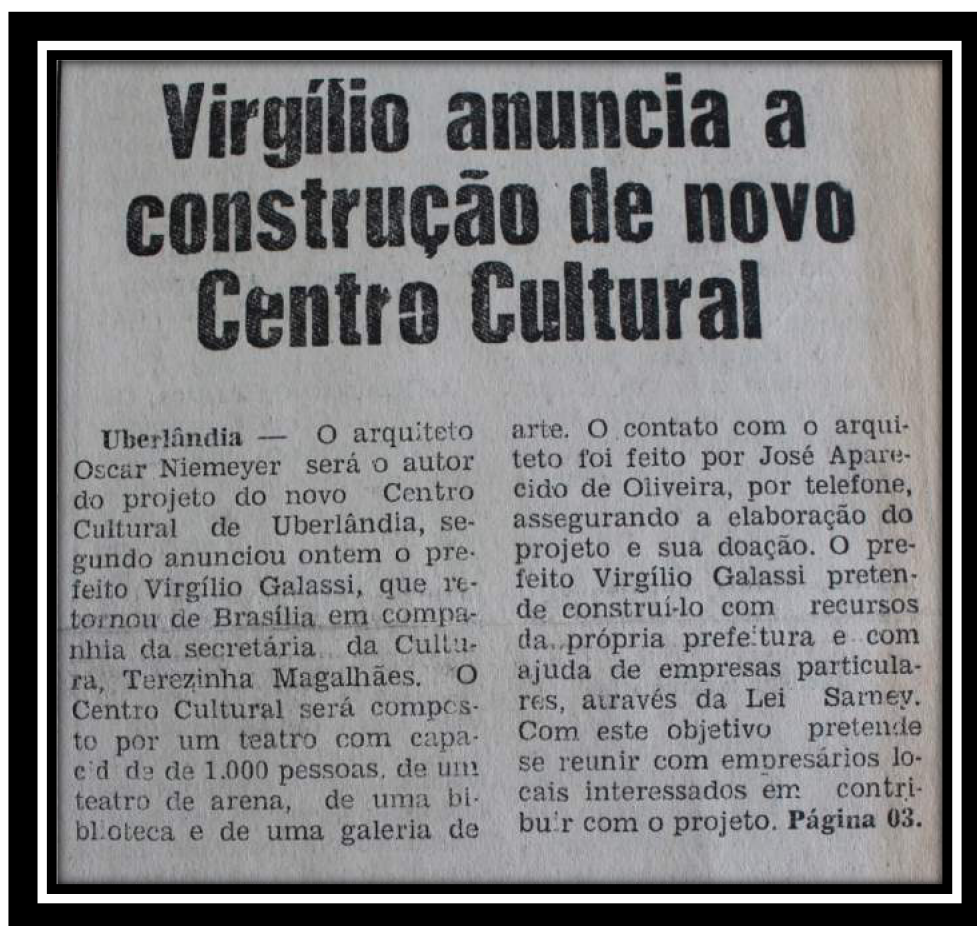 Virgílio anuncia a
construção de novo
Centro Cultural
Uberlândia — O arquiteto
Oscar Niemeyer será o autor
do projeto do novo Centro
Cultural de Uberlândia, se-
gundo anunciou ontem o pre-
feito Virgílio Galassi, que re-
tornou de Brasília em compa-
nhia da secretária da Cultu-
ra, Terezinha Magalhães. O
Centro Cultural será compos-
to por um teatro com capa-
cidade de 1.000 pessoas, de um
teatro de arena, de uma bi-
blioteca e de uma galeria de
arte. O contato com o arqui-
teto foi feito por José Apare-
cido de Oliveira, por telefone,
assegurando a elaboração do
projeto e sua doação. O pre-
feito Virgílio Galassi preten-
de construí-lo com recursos
da própria prefeitura e com
ajuda de empresas particula-
res, através da Lei Sarney.
Com este objetivo pretende
se reunir com empresários lo-
cais interessados em contri-
buir com o projeto. Página 03.